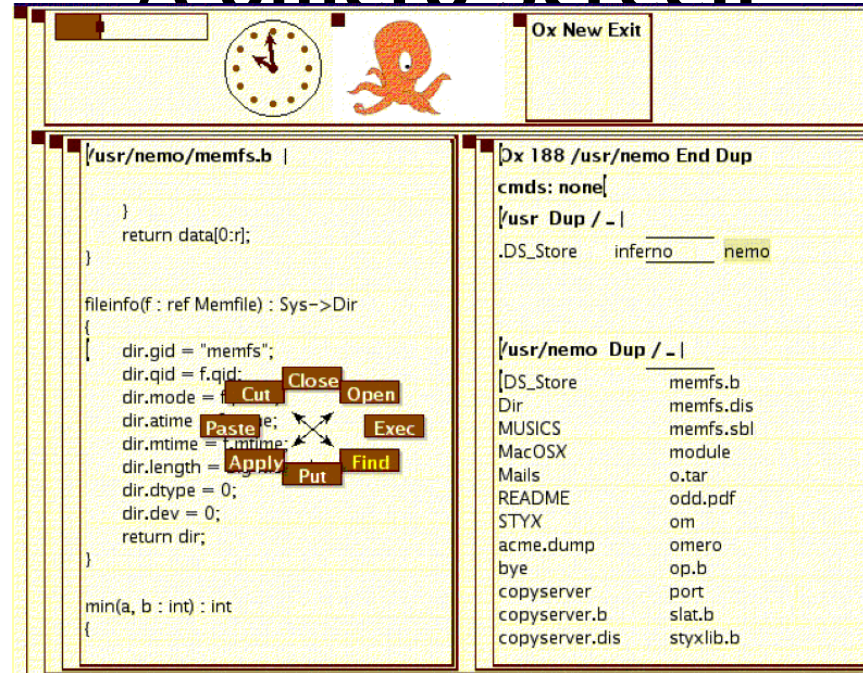 Ox New Exit
/usr/nemo/memfs.b |
}
return data[0:r];
}
fileinfo(f : ref Memfile) : Sys->Dir
{
dir.gid = "memfs";
dir.qid = f.qid;
dir.mode = f
dir.atime
dir.mtime = f.mtime;
dir.length =
dir.dtype = 0;
dir.dev = 0;
return dir;
}
min(a, b : int) : int
{
Close
Cut
Open
Paste
Exec
Apply
Find
Put
Ox 188 /usr/nemo End Dup
cmds: none
/usr Dup / _ |
.DS_Store inferno nemo
/usr/nemo Dup / _ |
DS_Store memfs.b
Dir memfs.dis
MUSICS memfs.sbl
MacOSX module
Mails o.tar
README odd.pdf
STYX om
acme.dump omero
bye op.b
copyserver port
copyserver.b slat.b
copyserver.dis styxlib.b